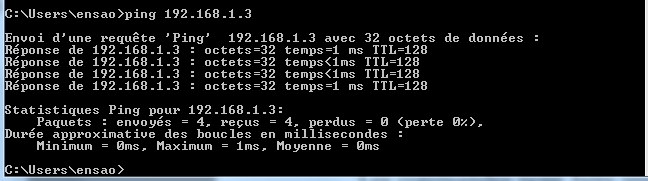 C:\Users\ensao>ping 192.168.1.3
Envoi d'une requête 'Ping'  192.168.1.3 avec 32 octets de données :
Réponse de 192.168.1.3 : octets=32 temps=1 ms TTL=128
Réponse de 192.168.1.3 : octets=32 temps<1ms TTL=128
Réponse de 192.168.1.3 : octets=32 temps<1ms TTL=128
Réponse de 192.168.1.3 : octets=32 temps=1 ms TTL=128
Statistiques Ping pour 192.168.1.3:
    Paquets : envoyés = 4, reçus = 4, perdus = 0 (perte 0%),
Durée approximative des boucles en millisecondes :
    Minimum = 0ms, Maximum = 1ms, Moyenne = 0ms
C:\Users\ensao>